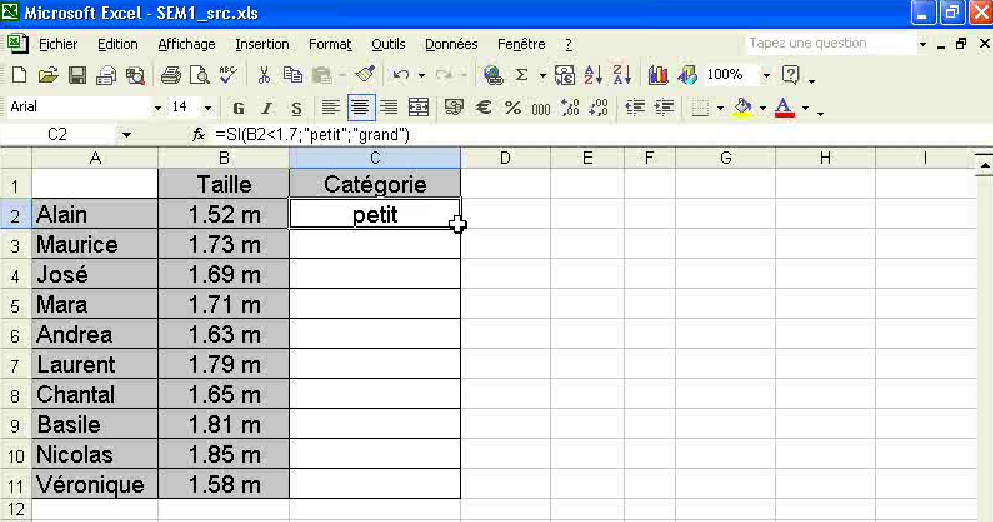 Microsoft Excel - SEM1_src.xls
Fichier Edition Affichage Insertion Format Outils Données Fenêtre ? Tapez une question
100%
Arial 14 G I S € % 000
C2 fx =SI(B2<1.7;"petit";"grand")
A B C D E F G H I
1 Taille Catégorie
2 Alain 1.52 m petit
3 Maurice 1.73 m
4 José 1.69 m
5 Mara 1.71 m
6 Andrea 1.63 m
7 Laurent 1.79 m
8 Chantal 1.65 m
9 Basile 1.81 m
10 Nicolas 1.85 m
11 Véronique 1.58 m
12